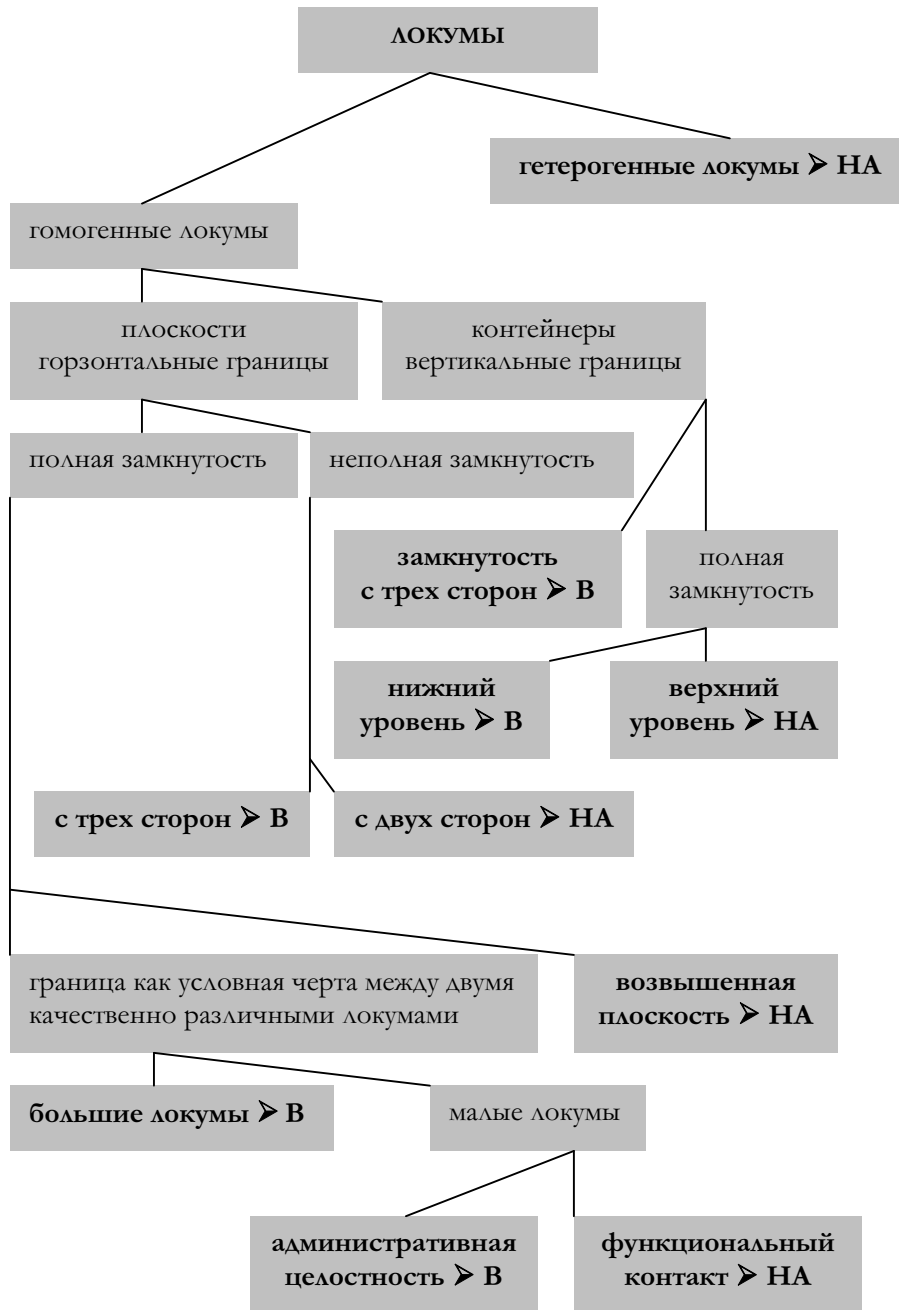 ЛОКУМЫ
гетерогенные локумы ➢ НА
гомогенные локумы
плоскости
горзонтальные границы
контейнеры
вертикальные границы
полная замкнутость
неполная замкнутость
замкнутость
с трех сторон ➢ В
полная
замкнутость
нижний
уровень ➢ В
верхний
уровень ➢ НА
с трех сторон ➢ В
с двух сторон ➢ НА
граница как условная черта между двумя
качественно различными локумами
возвышенная
плоскость ➢ НА
большие локумы ➢ В
малые локумы
административная
целостность ➢ В
функциональный
контакт ➢ НА